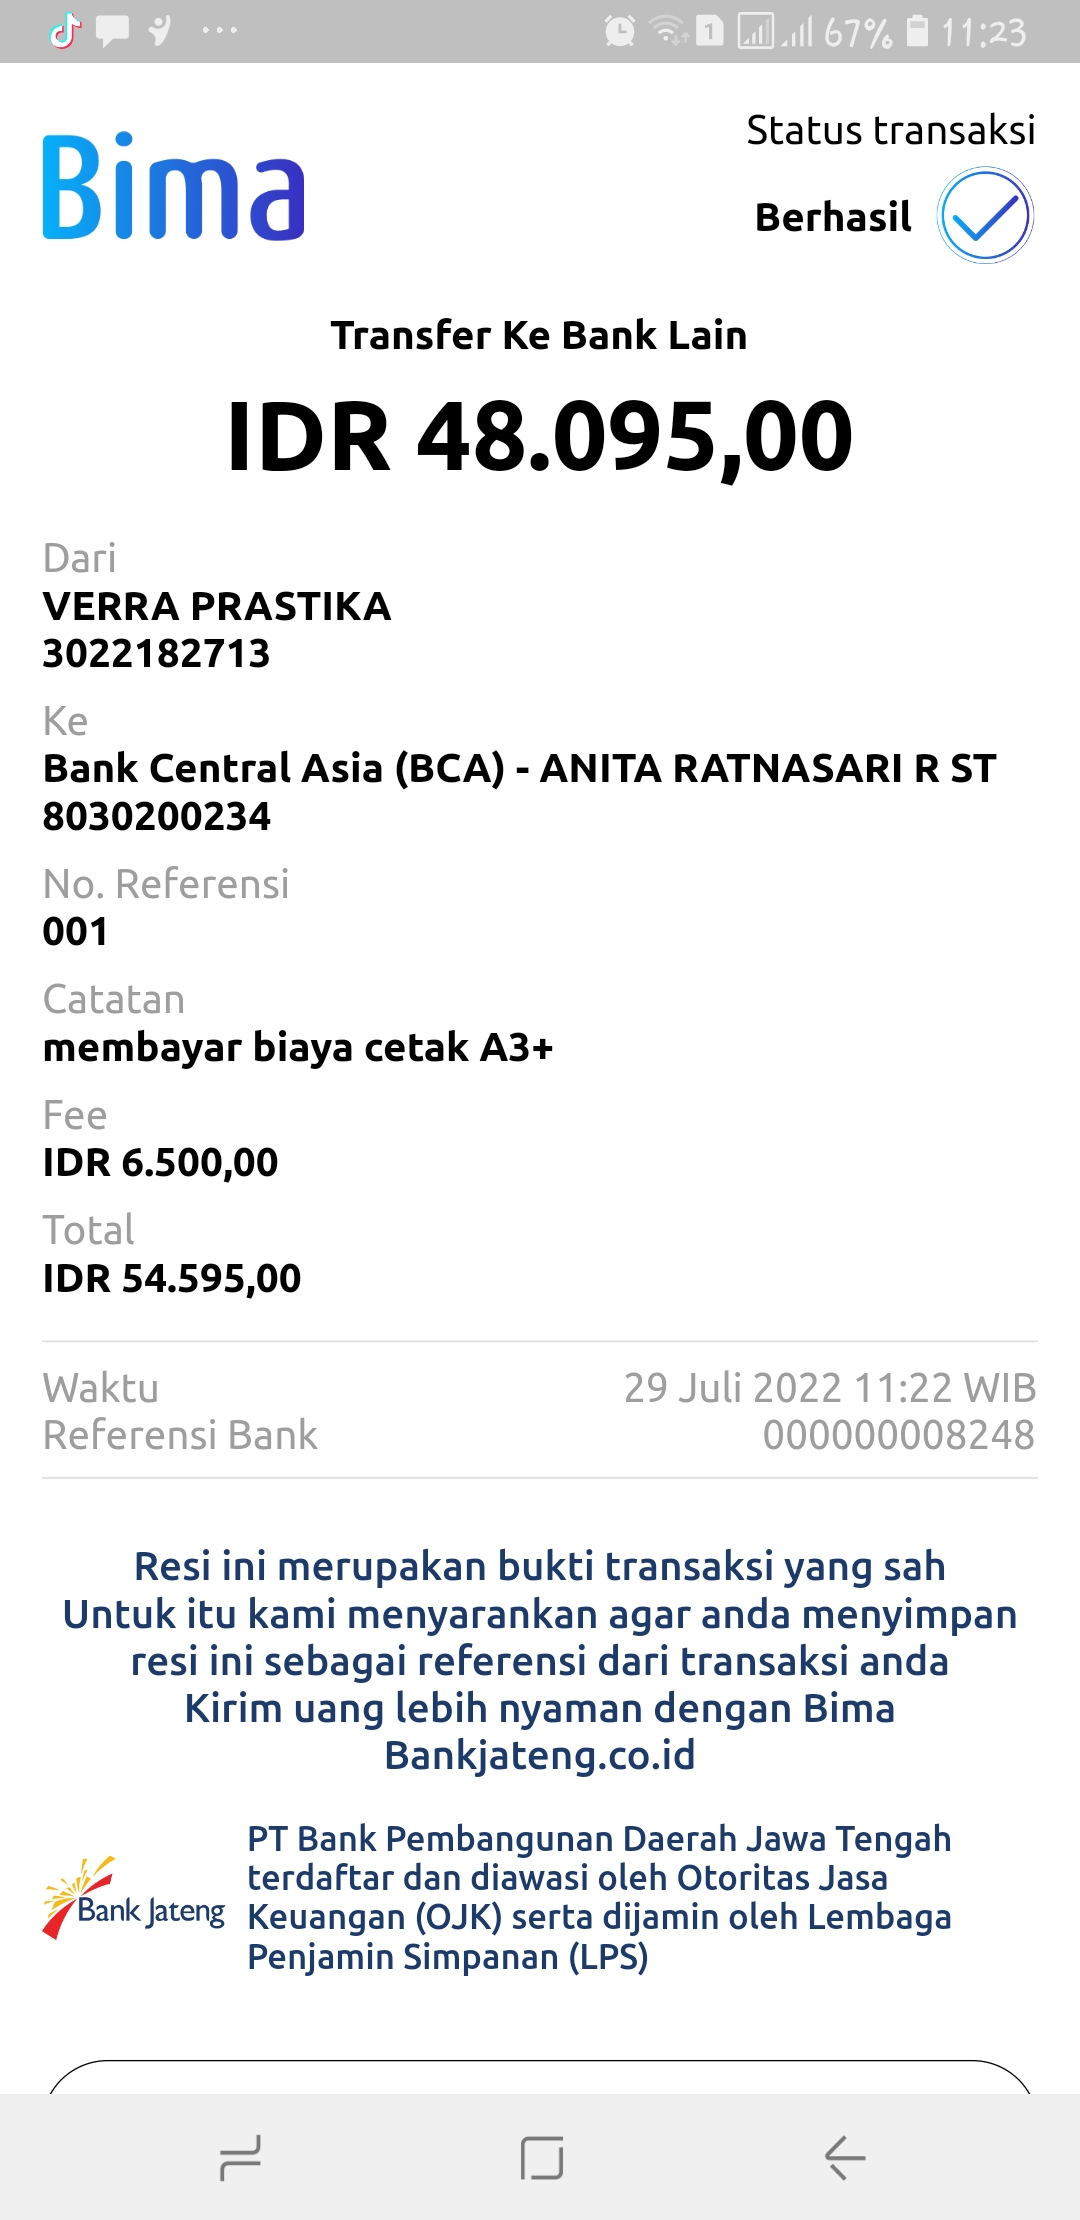 67% 11:23
Bima
Status transaksi
Berhasil
Transfer Ke Bank Lain
IDR 48.095,00
Dari
VERRA PRASTIKA
3022182713
Ke
Bank Central Asia (BCA) - ANITA RATNASARI R ST
8030200234
No. Referensi
001
Catatan
membayar biaya cetak A3+
Fee
IDR 6.500,00
Total
IDR 54.595,00
Waktu 29 Juli 2022 11:22 WIB
Referensi Bank 000000008248
Resi ini merupakan bukti transaksi yang sah
Untuk itu kami menyarankan agar anda menyimpan
resi ini sebagai referensi dari transaksi anda
Kirim uang lebih nyaman dengan Bima
Bankjateng.co.id
Bank Jateng
PT Bank Pembangunan Daerah Jawa Tengah
terdaftar dan diawasi oleh Otoritas Jasa
Keuangan (OJK) serta dijamin oleh Lembaga
Penjamin Simpanan (LPS)